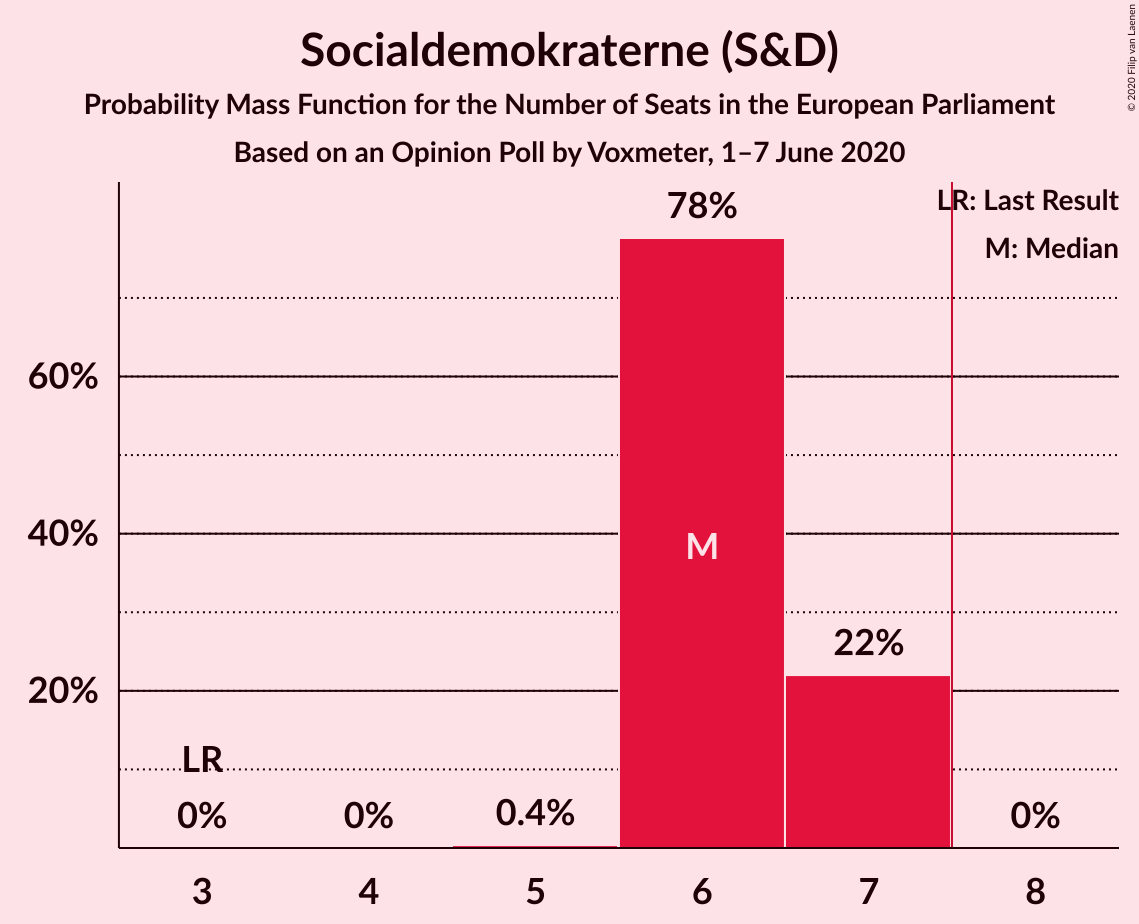 Socialdemokraterne (S&D)
Probability Mass Function for the Number of Seats in the European Parliament
Based on an Opinion Poll by Voxmeter, 1–7 June 2020
© 2020 Filip van Laenen
LR: Last Result
M: Median
78%
60%
40%
M
22%
20%
LR
0%
0%
0.4%
0%
3
4
5
6
7
8